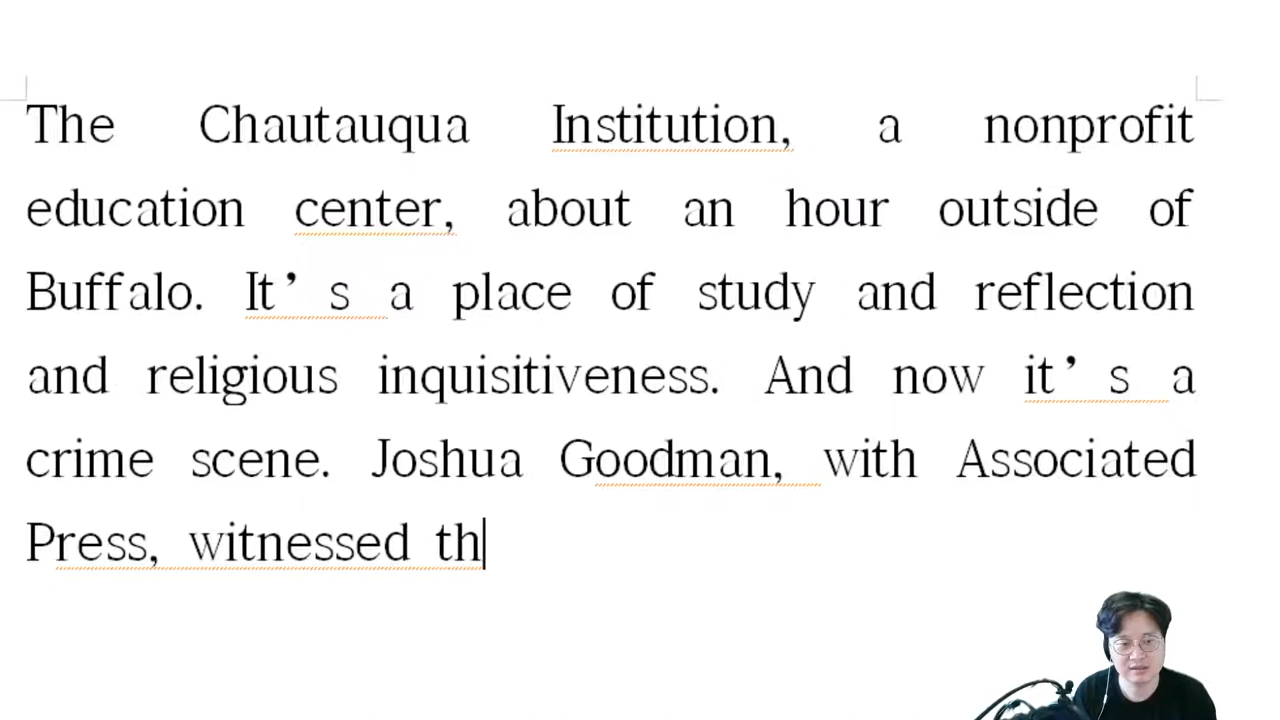 The Chautauqua Institution, a nonprofit
education center, about an hour outside of
Buffalo. It’s a place of study and reflection
and religious inquisitiveness. And now it’s a
crime scene. Joshua Goodman, with Associated
Press, witnessed th